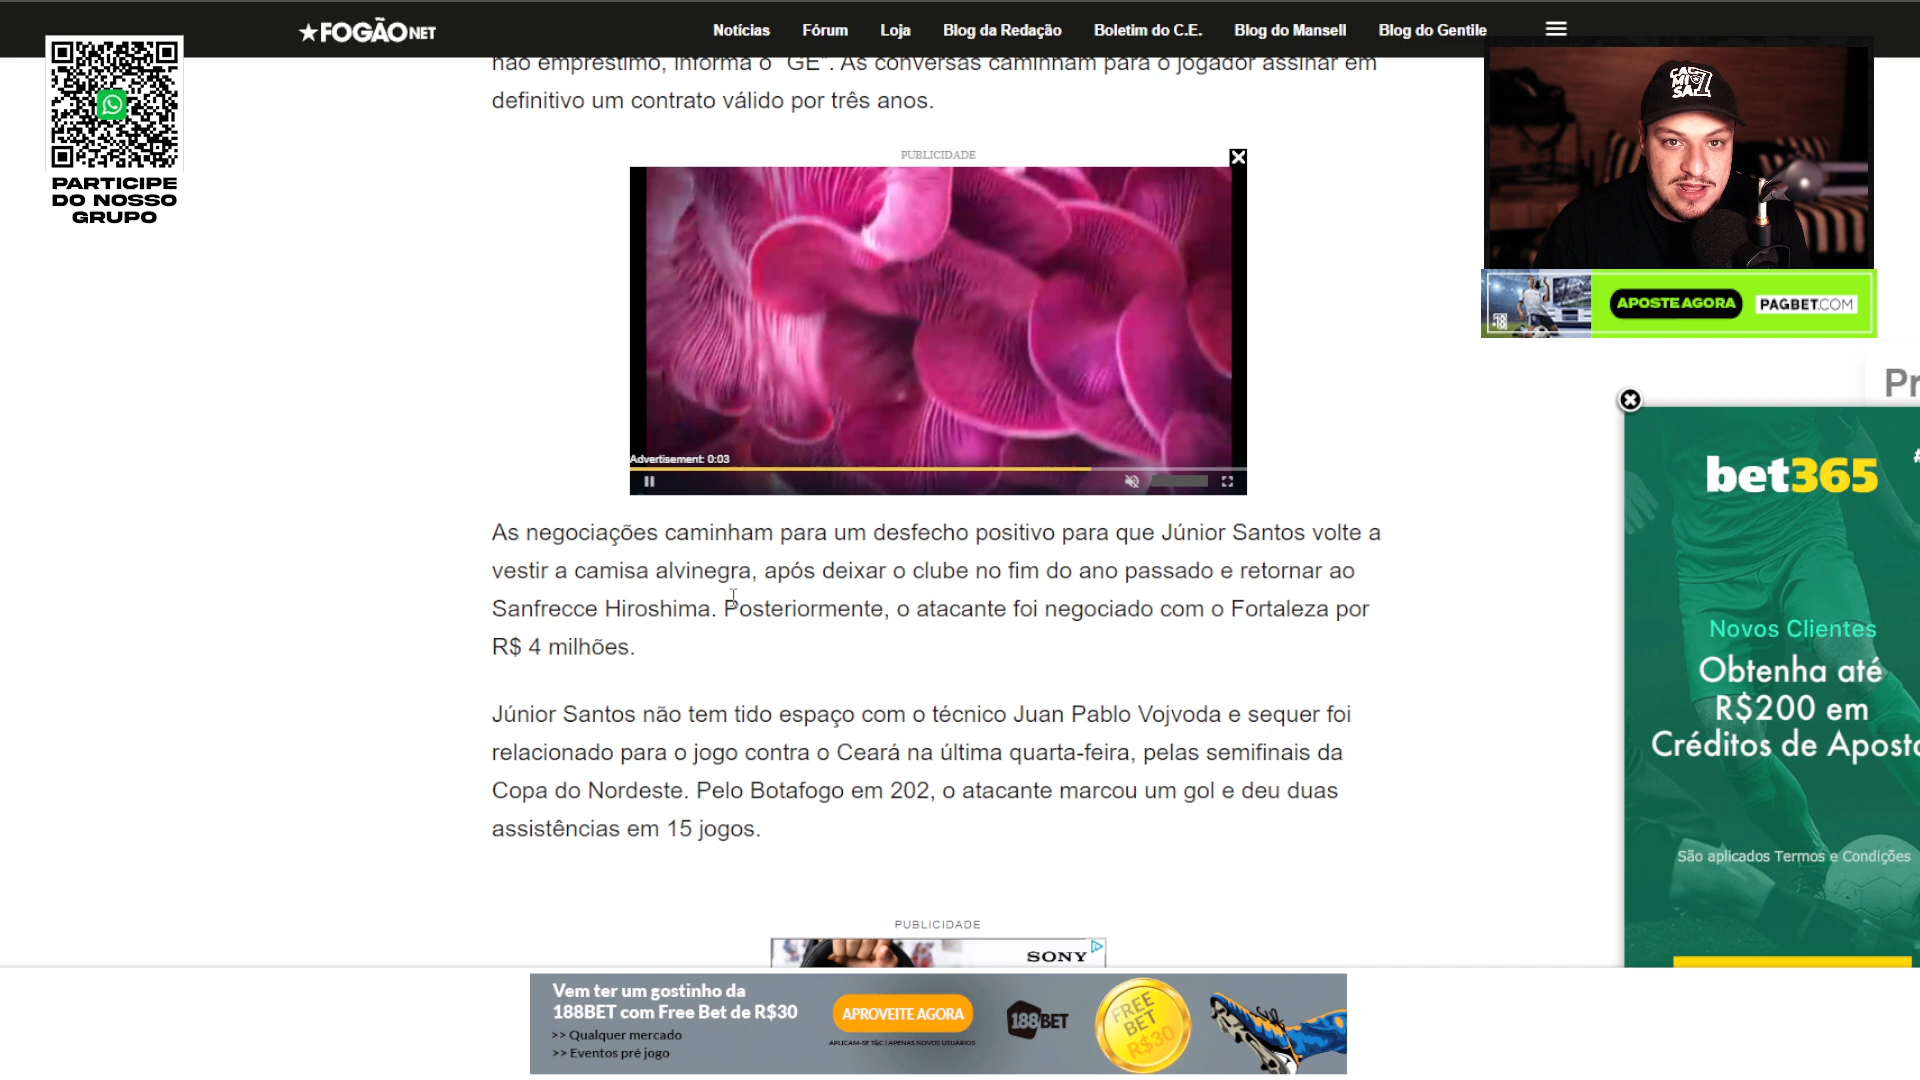 ★FOGÃONET
Notícias
Fórum
Loja
Blog da Redação
Boletim do C.E.
Blog do Mansell
Blog do Gentile
PARTICIPE
DO NOSSO
GRUPO
não empréstimo, informa o "GE". As conversas caminham para o jogador assinar em
definitivo um contrato válido por três anos.
PUBLICIDADE
Advertisement: 0:03
CAMISA 7
+18
APOSTE AGORA
PAGBET.COM
Pr
As negociações caminham para um desfecho positivo para que Júnior Santos volte a
vestir a camisa alvinegra, após deixar o clube no fim do ano passado e retornar ao
Sanfrecce Hiroshima. Posteriormente, o atacante foi negociado com o Fortaleza por
R$ 4 milhões.
Júnior Santos não tem tido espaço com o técnico Juan Pablo Vojvoda e sequer foi
relacionado para o jogo contra o Ceará na última quarta-feira, pelas semifinais da
Copa do Nordeste. Pelo Botafogo em 202, o atacante marcou um gol e deu duas
assistências em 15 jogos.
bet365
#
Novos Clientes
Obtenha até
R$200 em
Créditos de Aposta
São aplicados Termos e Condições
PUBLICIDADE
SONY
Vem ter um gostinho da
188BET com Free Bet de R$30
>> Qualquer mercado
>> Eventos pré jogo
APROVEITE AGORA
APLICAM-SE T&C | APENAS NOVOS USUÁRIOS
188BET
FREE
BET
R$30